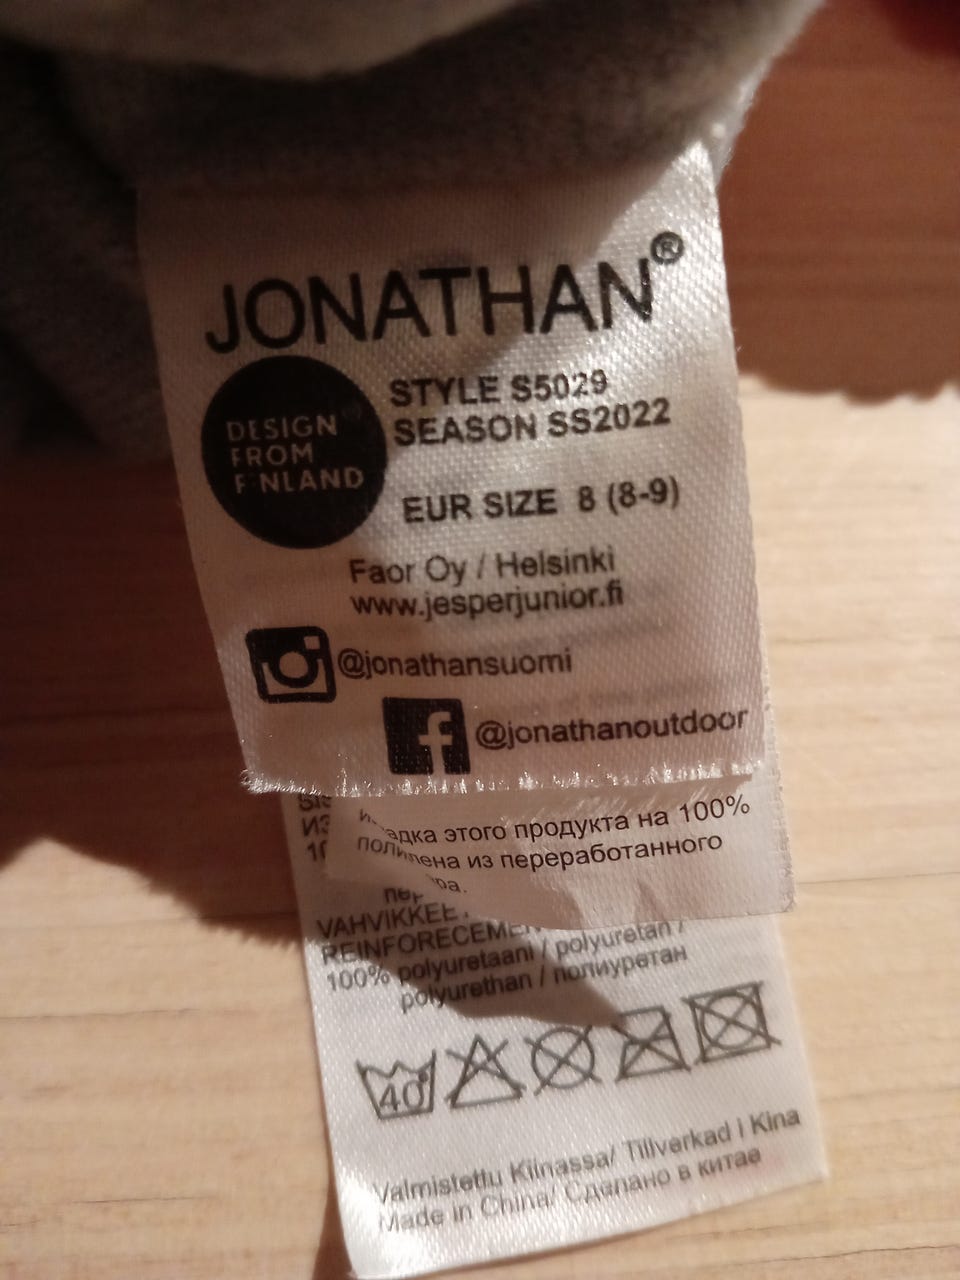 JONATHAN®
DESIGN
FROM
FINLAND
STYLE S5029
SEASON SS2022
EUR SIZE 8 (8-9)
Faor Oy / Helsinki
www.jesperjunior.fi
@jonathansuomi
@jonathanoutdoor
этого продукта на 100%
из переработанного
100% polyuretaani / polyuretan /
polyurethan / полиуретан
40°
Valmistettu Kiinassa/ Tillverkad i Kina
Made in China/ Сделано в китае